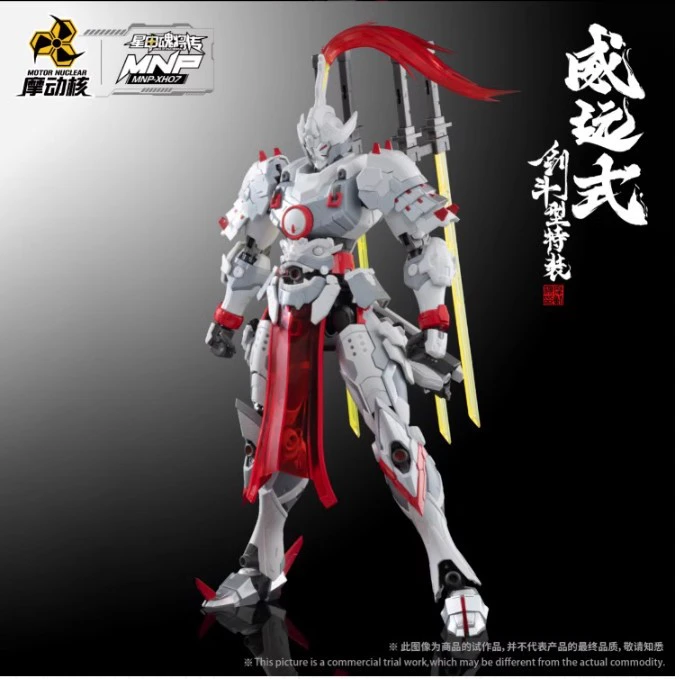 MOTOR NUCLEAR
摩动核
星甲魂将传
MNP
MNP-XH07
威远式
剑斗型特装
※ 此图像为商品的试作品,并不代表产品的最终品质,敬请知悉
※This picture is a commercial trial work,which may be different from the actual commodity.